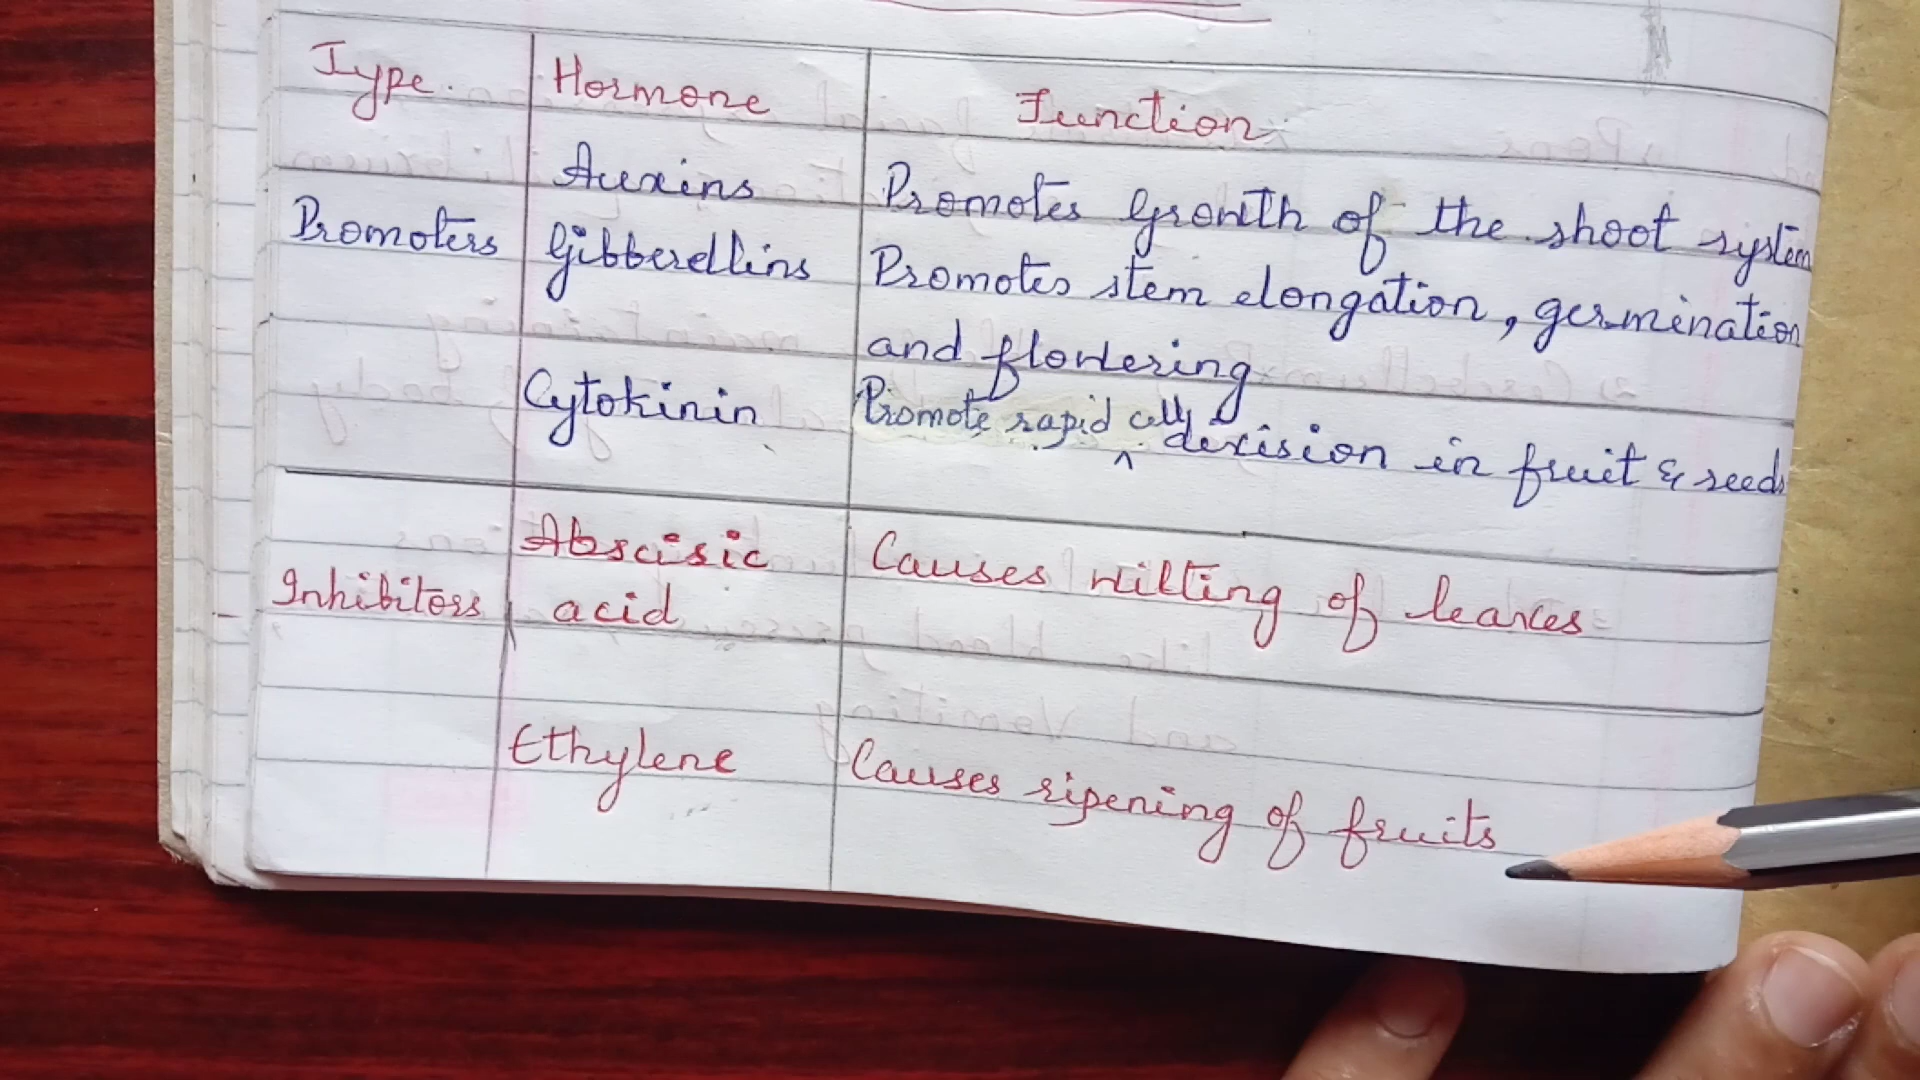 Type. Hormone Function
Auxins Promotes growth of the shoot system
Promoters Gibberellins Promotes stem elongation, germination
and flowering
Cytokinin Promote rapid cell decision in fruit & seeds
Abscisic Causes wilting of leaves
Inhibitors acid
Ethylene Causes ripening of fruits